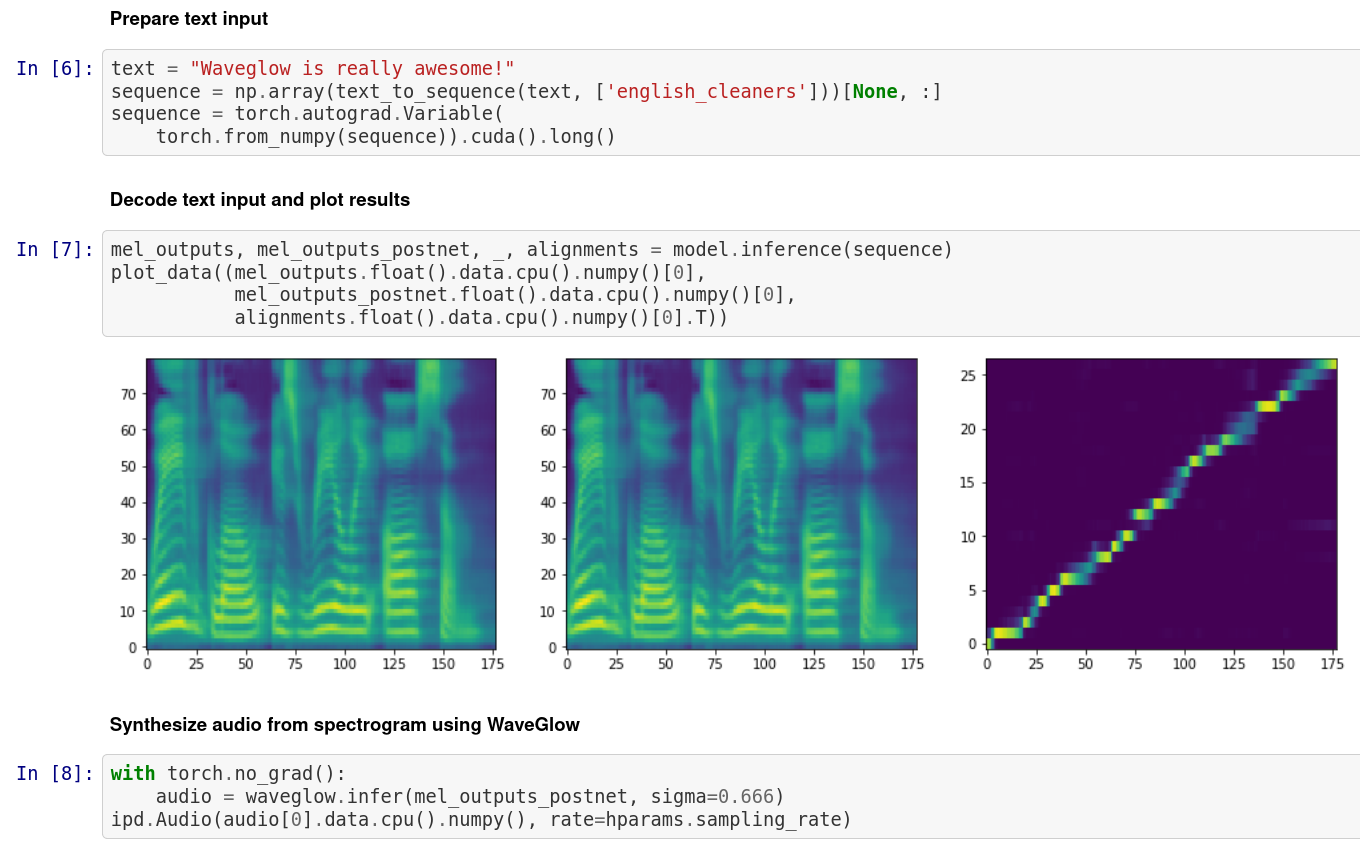 Prepare text input
In [6]:
text = "Waveglow is really awesome!"
sequence = np.array(text_to_sequence(text, ['english_cleaners']))[None, :]
sequence = torch.autograd.Variable(
    torch.from_numpy(sequence)).cuda().long()
Decode text input and plot results
In [7]:
mel_outputs, mel_outputs_postnet, _, alignments = model.inference(sequence)
plot_data((mel_outputs.float().data.cpu().numpy()[0],
           mel_outputs_postnet.float().data.cpu().numpy()[0],
           alignments.float().data.cpu().numpy()[0].T))
70
60
50
40
30
20
10
0
0 25 50 75 100 125 150 175
70
60
50
40
30
20
10
0
0 25 50 75 100 125 150 175
25
20
15
10
5
0
0 25 50 75 100 125 150 175
Synthesize audio from spectrogram using WaveGlow
In [8]:
with torch.no_grad():
    audio = waveglow.infer(mel_outputs_postnet, sigma=0.666)
ipd.Audio(audio[0].data.cpu().numpy(), rate=hparams.sampling_rate)